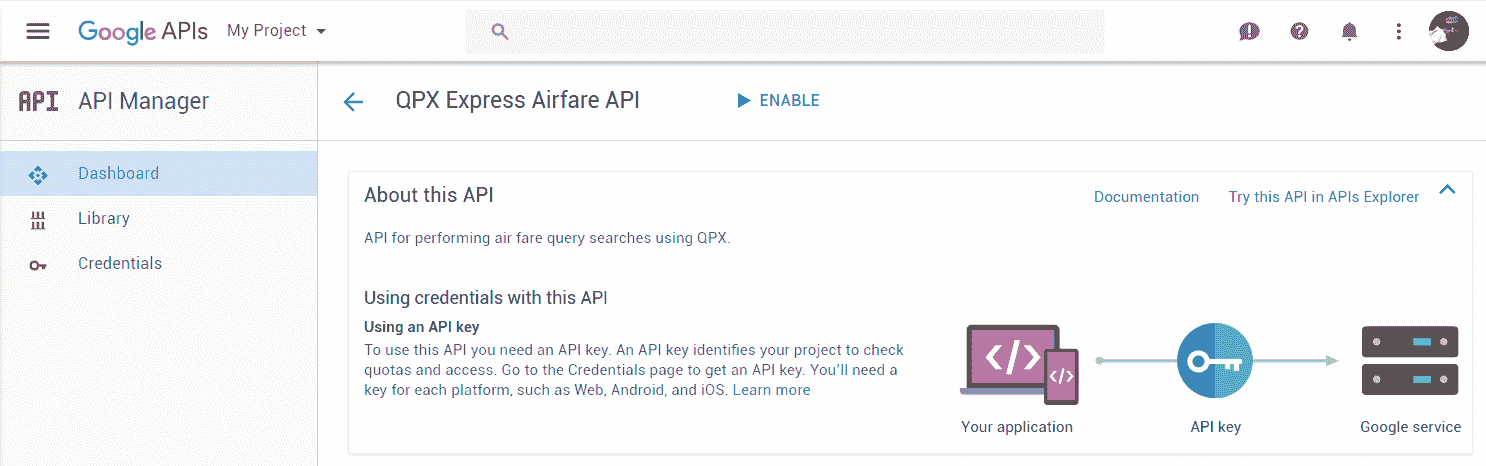 Google APIs My Project
API API Manager
QPX Express Airfare API ENABLE
Dashboard
Library
Credentials
About this API
Documentation Try this API in APIs Explorer
API for performing air fare query searches using QPX.
Using credentials with this API
Using an API key
To use this API you need an API key. An API key identifies your project to check
quotas and access. Go to the Credentials page to get an API key. You'll need a
key for each platform, such as Web, Android, and iOS. Learn more
</>
</>
Your application API key Google service